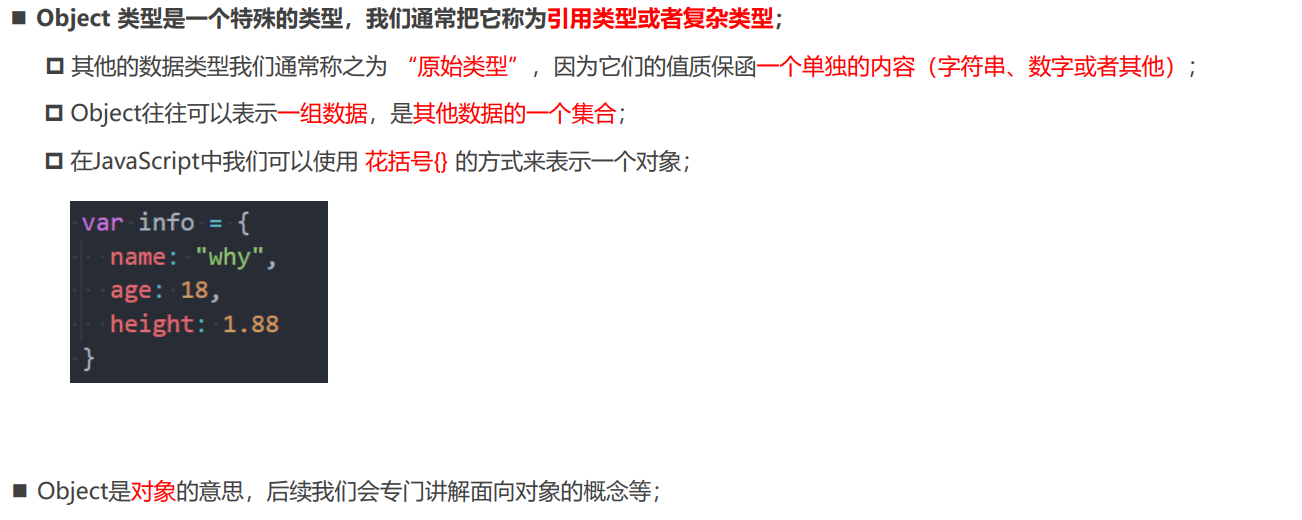 Object 类型是一个特殊的类型，我们通常把它称为引用类型或者复杂类型；
其他的数据类型我们通常称之为 “原始类型”，因为它们的值质保函一个单独的内容（字符串、数字或者其他）；
Object往往可以表示一组数据，是其他数据的一个集合；
在JavaScript中我们可以使用 花括号{} 的方式来表示一个对象；
var info = {
name: "why",
age: 18,
height: 1.88
}
Object是对象的意思，后续我们会专门讲解面向对象的概念等；